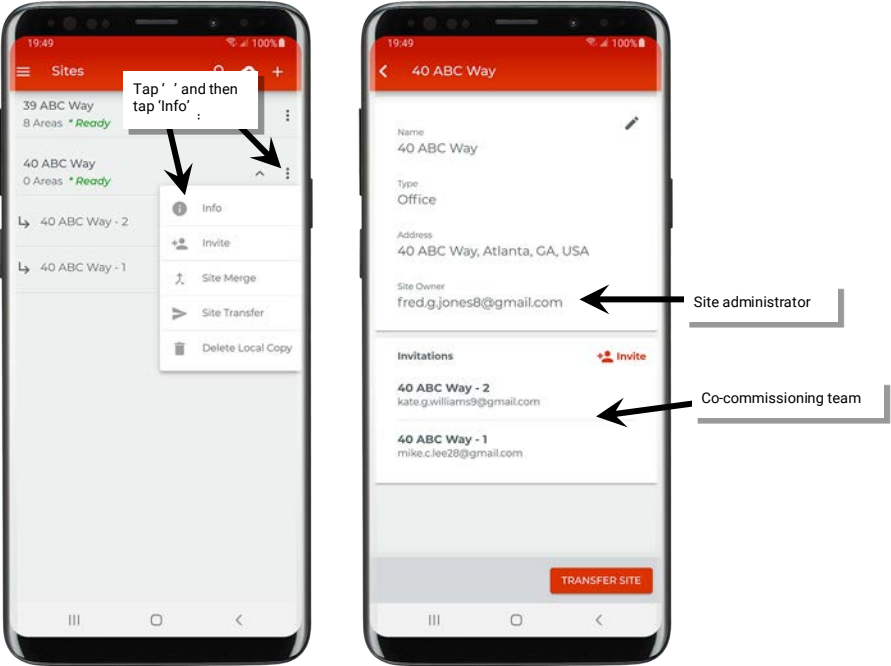 19:49
100%
Sites
+
Tap ‘ ⋮ ’ and then
tap ‘Info’
39 ABC Way
8 Areas * Ready
40 ABC Way
0 Areas * Ready
40 ABC Way - 2
40 ABC Way - 1
Info
Invite
Site Merge
Site Transfer
Delete Local Copy
19:49
100%
40 ABC Way
Name
40 ABC Way
Type
Office
Address
40 ABC Way, Atlanta, GA, USA
Site Owner
fred.g.jones8@gmail.com
Site administrator
Invitations
Invite
40 ABC Way - 2
kate.g.williams9@gmail.com
Co-commissioning team
40 ABC Way - 1
mike.c.lee28@gmail.com
TRANSFER SITE